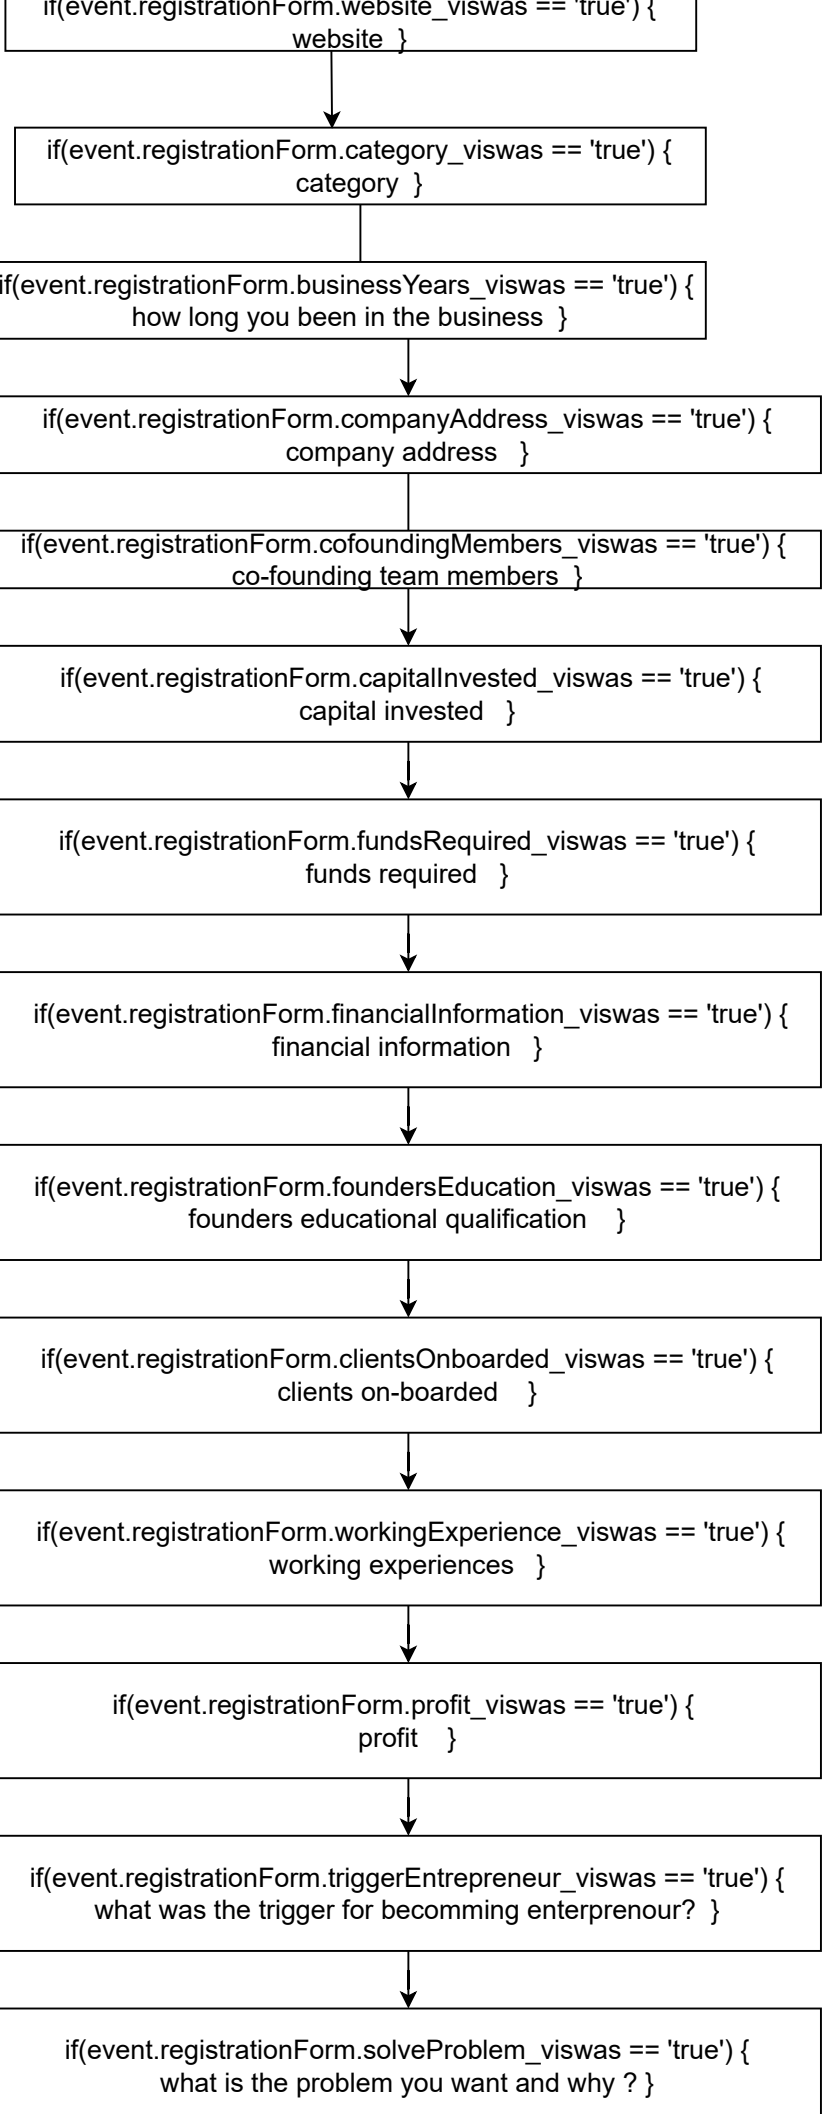 if(event.registrationForm.website_viswas == 'true') {
website }
if(event.registrationForm.category_viswas == 'true') {
category }
if(event.registrationForm.businessYears_viswas == 'true') {
how long you been in the business }
if(event.registrationForm.companyAddress_viswas == 'true') {
company address }
if(event.registrationForm.cofoundingMembers_viswas == 'true') {
co-founding team members }
if(event.registrationForm.capitalInvested_viswas == 'true') {
capital invested }
if(event.registrationForm.fundsRequired_viswas == 'true') {
funds required }
if(event.registrationForm.financialInformation_viswas == 'true') {
financial information }
if(event.registrationForm.foundersEducation_viswas == 'true') {
founders educational qualification }
if(event.registrationForm.clientsOnboarded_viswas == 'true') {
clients on-boarded }
if(event.registrationForm.workingExperience_viswas == 'true') {
working experiences }
if(event.registrationForm.profit_viswas == 'true') {
profit }
if(event.registrationForm.triggerEntrepreneur_viswas == 'true') {
what was the trigger for becomming enterprenour? }
if(event.registrationForm.solveProblem_viswas == 'true') {
what is the problem you want and why ? }